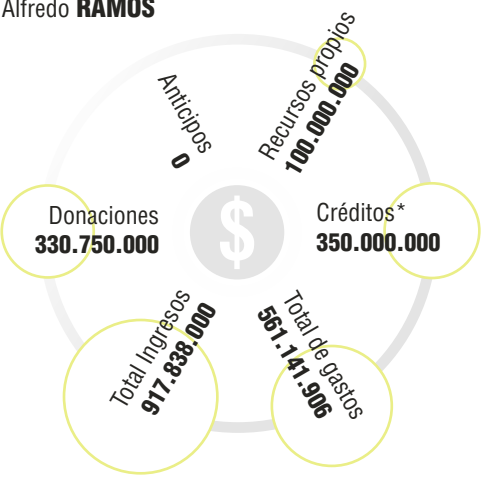 Alfredo RAMOS
Anticipos
0
Recursos propios
100.000.000
Donaciones
330.750.000
$
Créditos*
350.000.000
Total Ingresos
917.838.000
Total de gastos
561.141.906